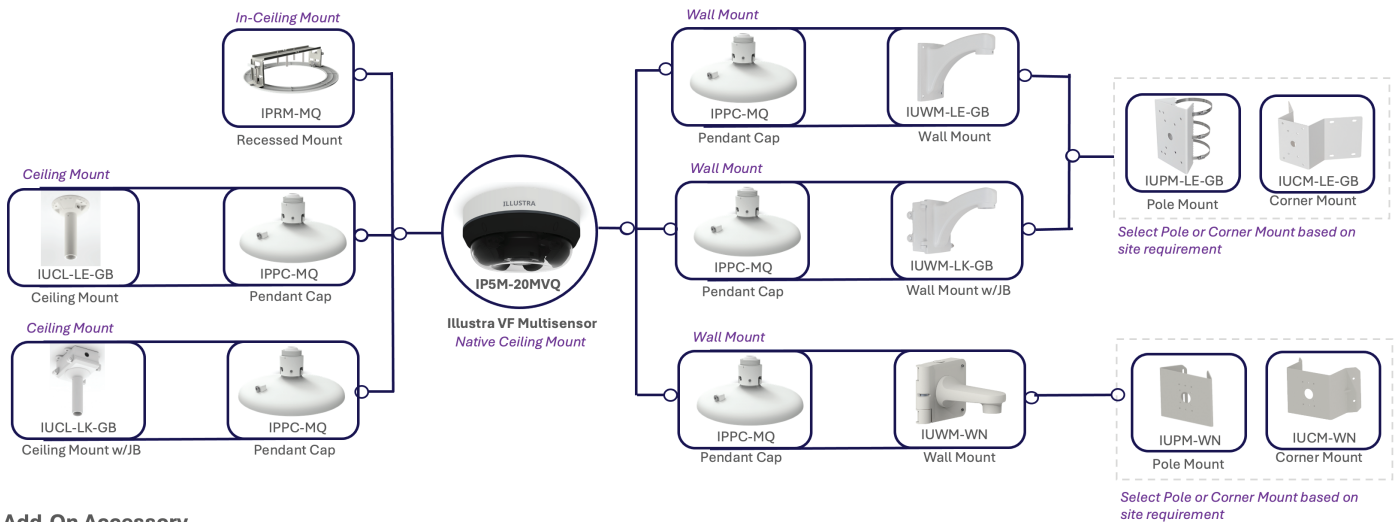 In-Ceiling Mount
IPRM-MQ
Recessed Mount
Ceiling Mount
IUCL-LE-GB
Ceiling Mount
IPPC-MQ
Pendant Cap
Ceiling Mount
IUCL-LK-GB
Ceiling Mount w/JB
IPPC-MQ
Pendant Cap
ILLUSTRA
IP5M-20MVQ
Illustra VF Multisensor
Native Ceiling Mount
Wall Mount
IPPC-MQ
Pendant Cap
IUWM-LE-GB
Wall Mount
Wall Mount
IPPC-MQ
Pendant Cap
IUWM-LK-GB
Wall Mount w/JB
Wall Mount
IPPC-MQ
Pendant Cap
IUWM-WN
Wall Mount
IUPM-LE-GB
Pole Mount
IUCM-LE-GB
Corner Mount
Select Pole or Corner Mount based on
site requirement
IUPM-WN
Pole Mount
IUCM-WN
Corner Mount
Select Pole or Corner Mount based on
site requirement
Add-On Accessory